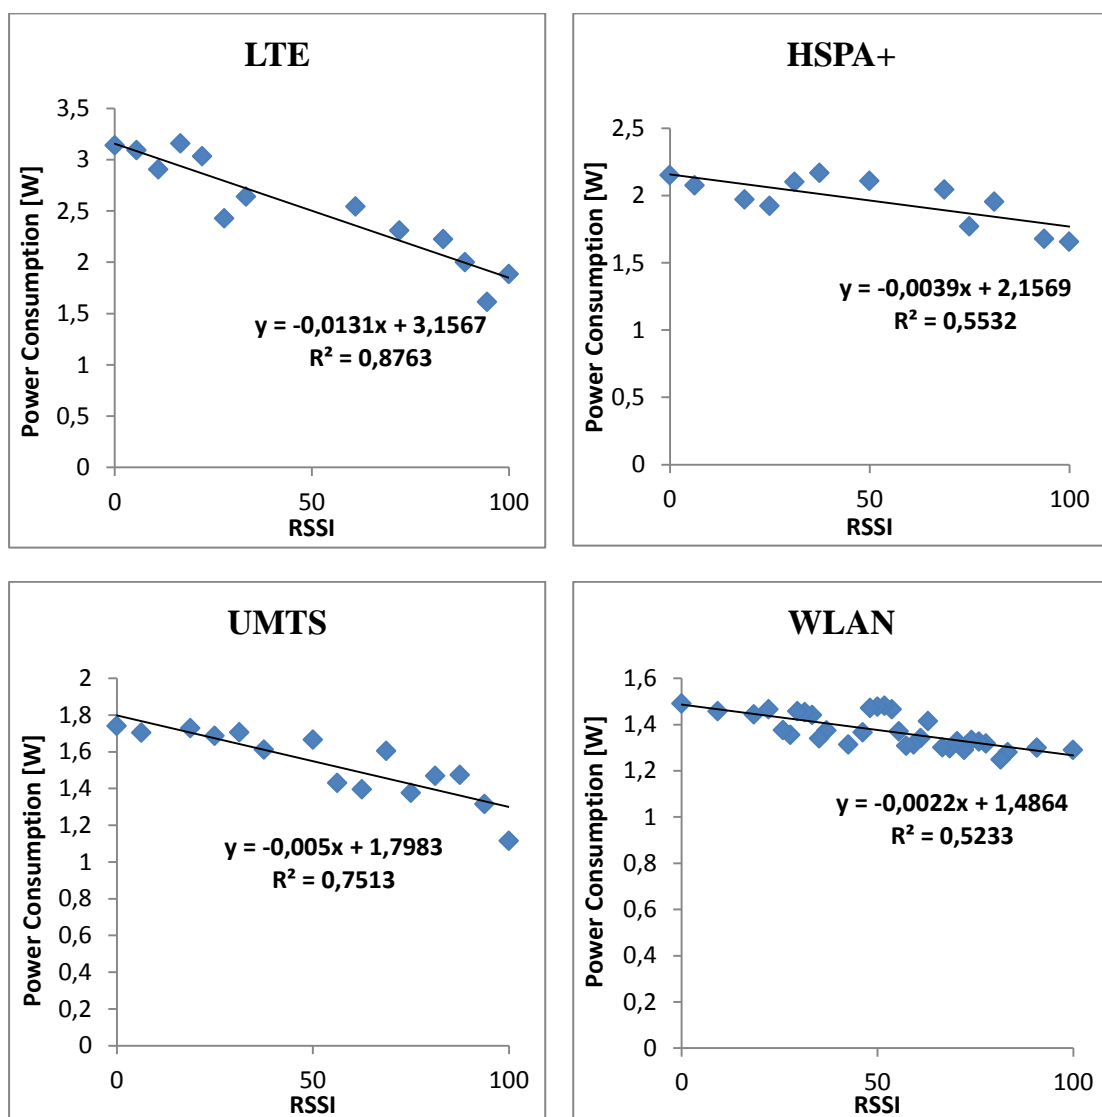 LTE
3,5
3
2,5
2
1,5
1
0,5
0
Power Consumption [W]
y = -0,0131x + 3,1567
R² = 0,8763
0 50 100
RSSI
HSPA+
2,5
2
1,5
1
0,5
0
Power Consumption [W]
y = -0,0039x + 2,1569
R² = 0,5532
0 50 100
RSSI
UMTS
2
1,8
1,6
1,4
1,2
1
0,8
0,6
0,4
0,2
0
Power Consumption [W]
y = -0,005x + 1,7983
R² = 0,7513
0 50 100
RSSI
WLAN
1,6
1,4
1,2
1
0,8
0,6
0,4
0,2
0
Power Consumption [W]
y = -0,0022x + 1,4864
R² = 0,5233
0 50 100
RSSI